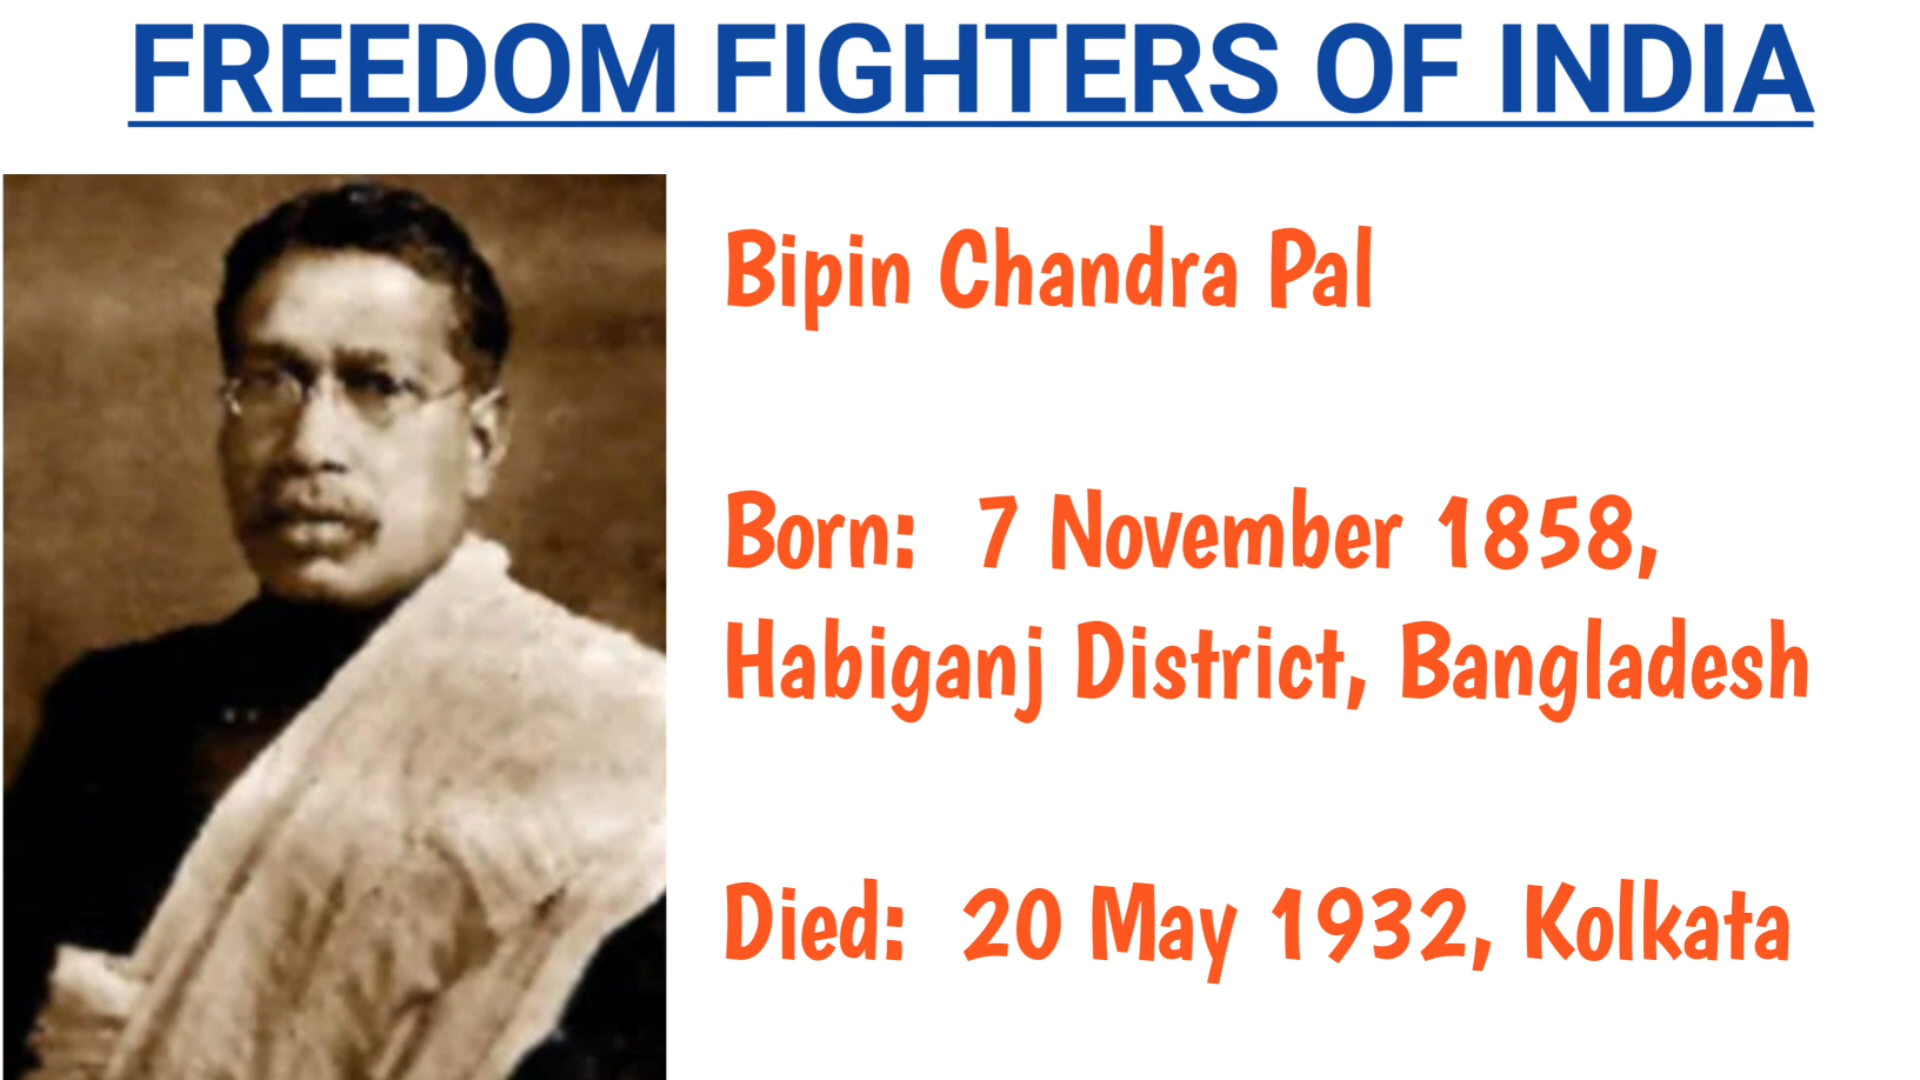 FREEDOM FIGHTERS OF INDIA
Bipin Chandra Pal
Born: 7 November 1858,
Habiganj District, Bangladesh
Died: 20 May 1932, Kolkata